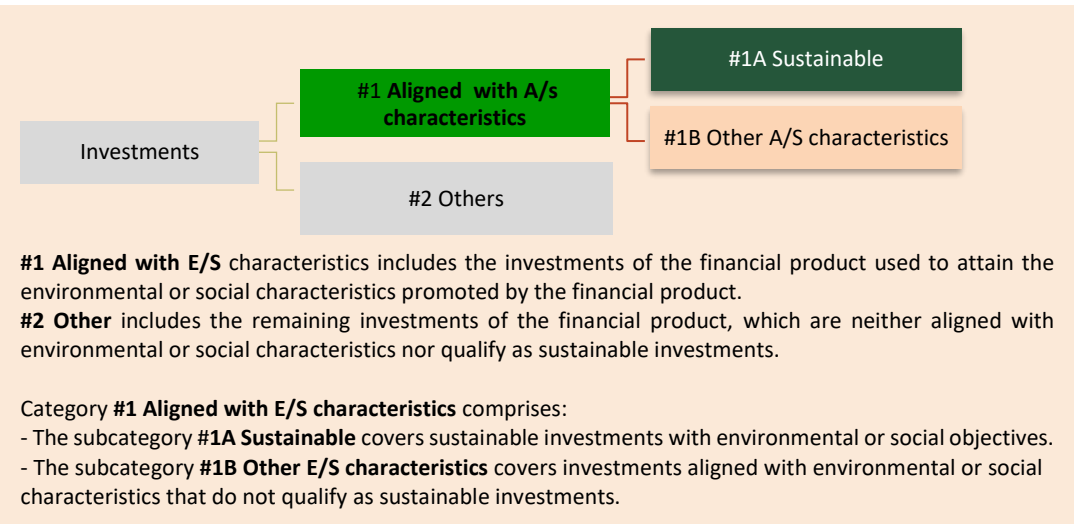 #1A Sustainable
#1 Aligned with A/s
characteristics
#1B Other A/S characteristics
Investments
#2 Others
#1 Aligned with E/S characteristics includes the investments of the financial product used to attain the
environmental or social characteristics promoted by the financial product.
#2 Other includes the remaining investments of the financial product, which are neither aligned with
environmental or social characteristics nor qualify as sustainable investments.
Category #1 Aligned with E/S characteristics comprises:
- The subcategory #1A Sustainable covers sustainable investments with environmental or social objectives.
- The subcategory #1B Other E/S characteristics covers investments aligned with environmental or social
characteristics that do not qualify as sustainable investments.